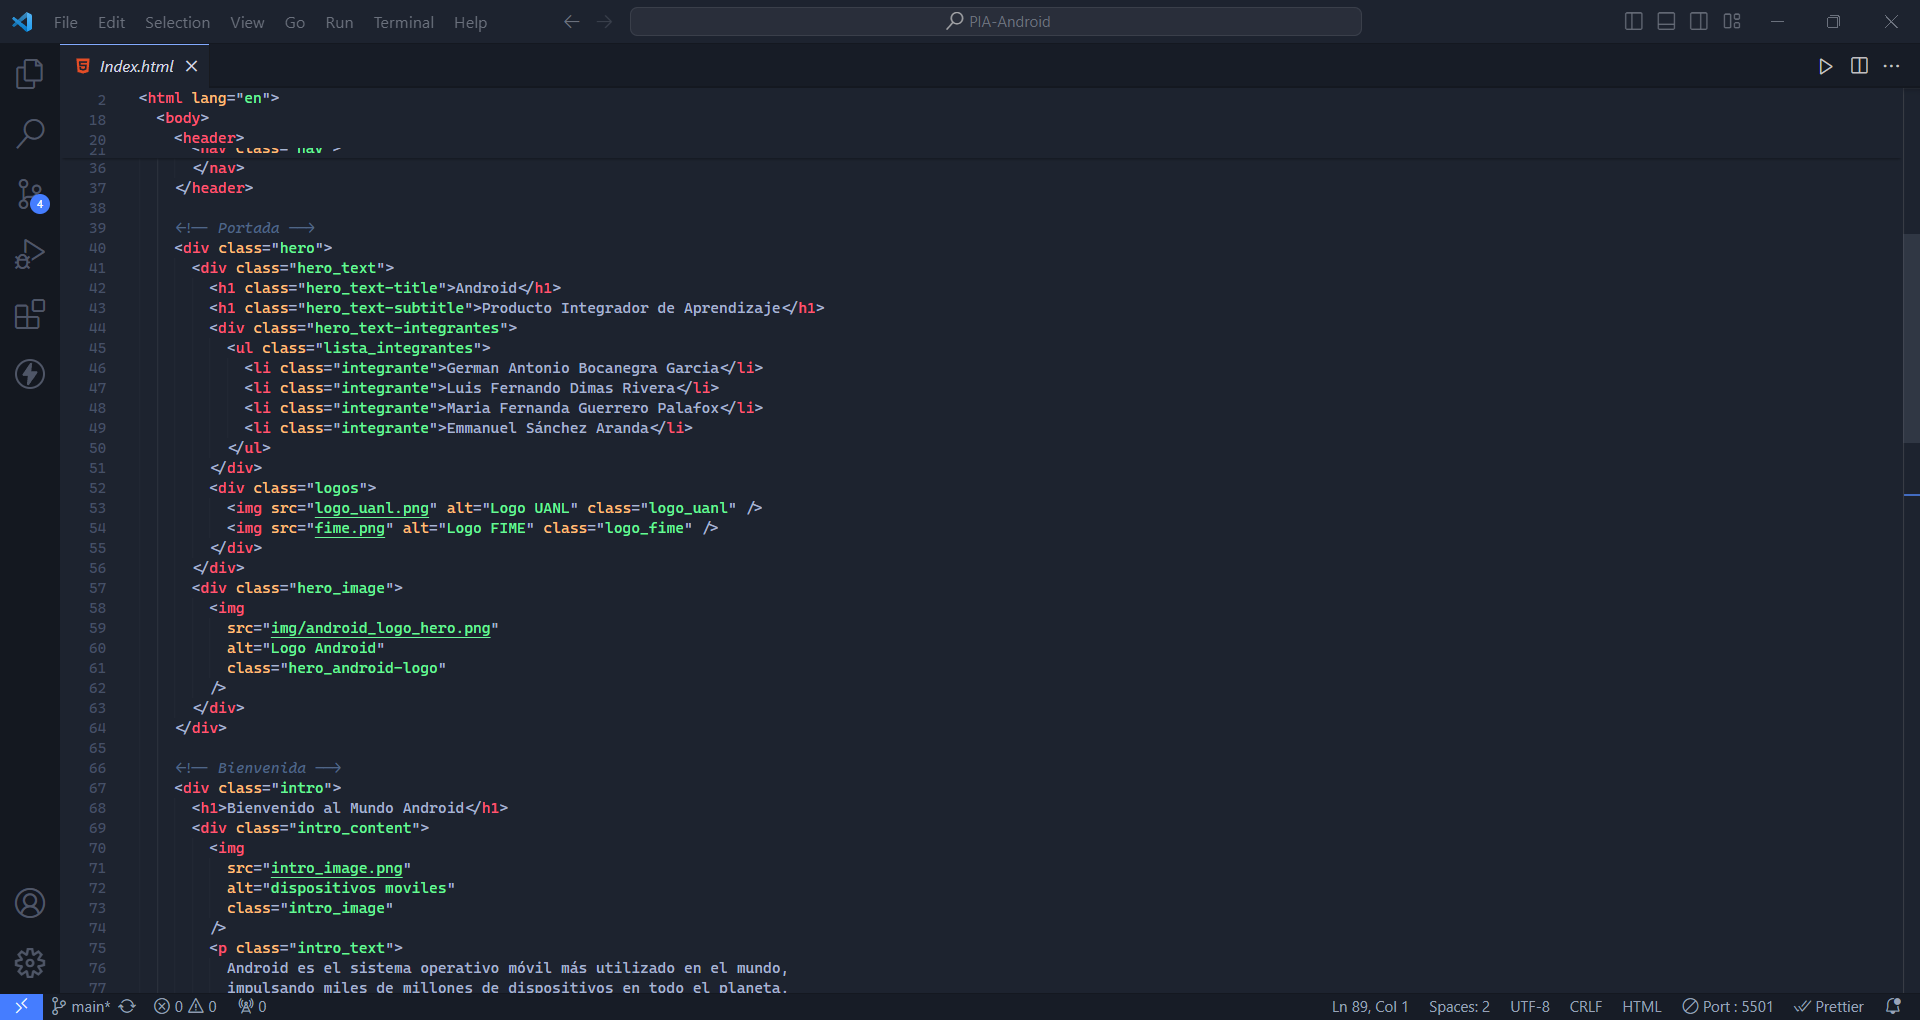 File Edit Selection View Go Run Terminal Help PIA-Android
Index.html
2 <html lang="en">
18 <body>
20 <header>
21 <nav class="nav">
36 </nav>
37 </header>
38
39 <!-- Portada -->
40 <div class="hero">
41 <div class="hero_text">
42 <h1 class="hero_text-title">Android</h1>
43 <h1 class="hero_text-subtitle">Producto Integrador de Aprendizaje</h1>
44 <div class="hero_text-integrantes">
45 <ul class="lista_integrantes">
46 <li class="integrante">German Antonio Bocanegra Garcia</li>
47 <li class="integrante">Luis Fernando Dimas Rivera</li>
48 <li class="integrante">Maria Fernanda Guerrero Palafox</li>
49 <li class="integrante">Emmanuel Sánchez Aranda</li>
50 </ul>
51 </div>
52 <div class="logos">
53 <img src="logo_uanl.png" alt="Logo UANL" class="logo_uanl" />
54 <img src="fime.png" alt="Logo FIME" class="logo_fime" />
55 </div>
56 </div>
57 <div class="hero_image">
58 <img
59 src="img/android_logo_hero.png"
60 alt="Logo Android"
61 class="hero_android-logo"
62 />
63 </div>
64 </div>
65
66 <!-- Bienvenida -->
67 <div class="intro">
68 <h1>Bienvenido al Mundo Android</h1>
69 <div class="intro_content">
70 <img
71 src="intro_image.png"
72 alt="dispositivos moviles"
73 class="intro_image"
74 />
75 <p class="intro_text">
76 Android es el sistema operativo móvil más utilizado en el mundo,
77 impulsando miles de millones de dispositivos en todo el planeta.
4
main* 0 0 0 Ln 89, Col 1 Spaces: 2 UTF-8 CRLF HTML Port : 5501 Prettier